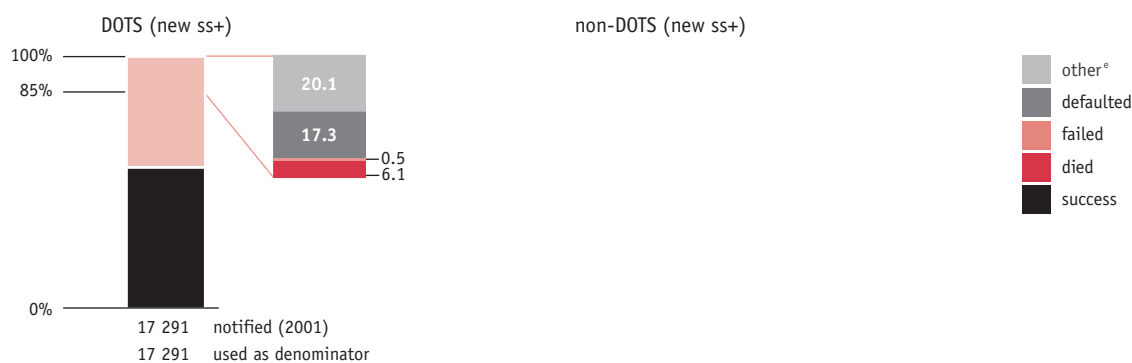 DOTS (new ss+)
non-DOTS (new ss+)
100%
85%
0%
20.1
17.3
0.5
6.1
other e
defaulted
failed
died
success
17 291 notified (2001)
17 291 used as denominator